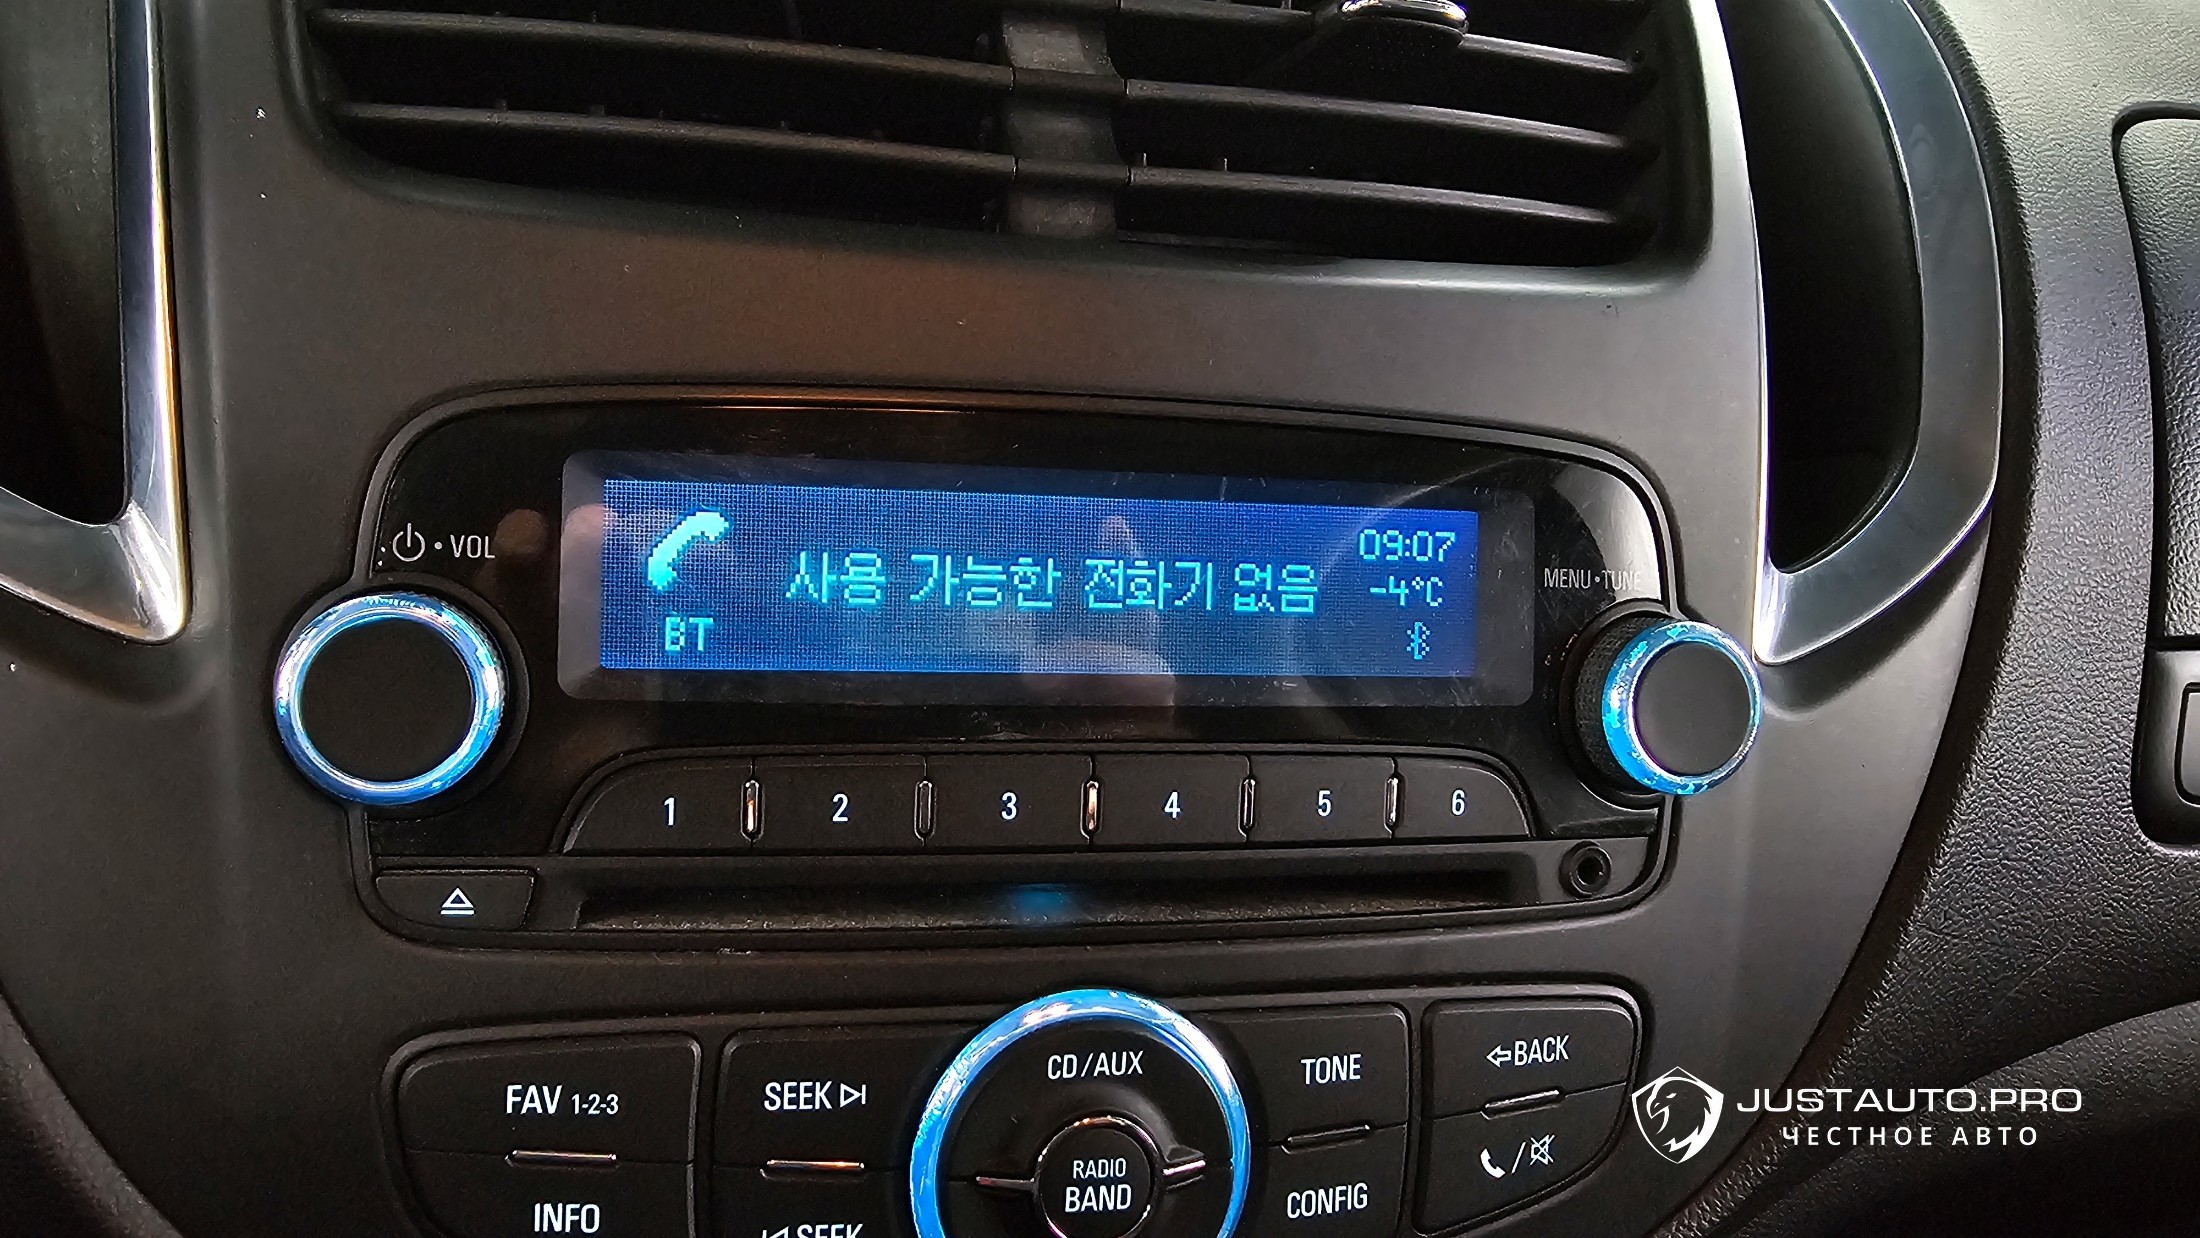 VOL
사용 가능한 전화기 없음
BT
09:07
-4°C
MENU•TUNE
1 2 3 4 5 6
CD/AUX
FAV 1-2-3
SEEK
TONE
BACK
RADIO
BAND
INFO
SEEK
CONFIG
JUSTAUTO.PRO
ЧЕСТНОЕ АВТО